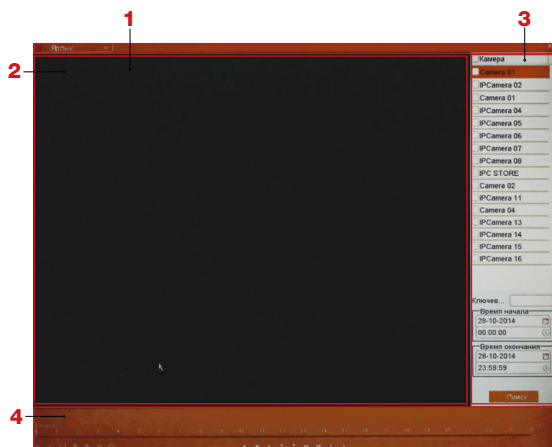 1
3
Ярлык
2
Камера
Camera 01
IPCamera 02
Camera 01
IPCamera 04
IPCamera 05
IPCamera 06
IPCamera 07
IPCamera 08
IPC STORE
Camera 02
IPCamera 11
Camera 04
IPCamera 13
IPCamera 14
IPCamera 15
IPCamera 16
Ключев...
Время начала
28-10-2014
00:00:00
Время окончания
28-10-2014
23:59:59
Поиск
4